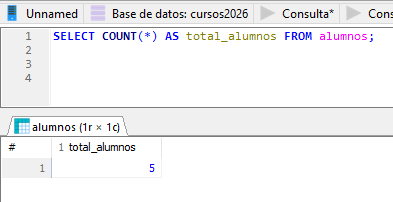 Unnamed Base de datos: cursos2026 Consulta* Cons
1 SELECT COUNT(*) AS total_alumnos FROM alumnos;
2
3
4
alumnos (1r × 1c)
# 1 total_alumnos
1 5